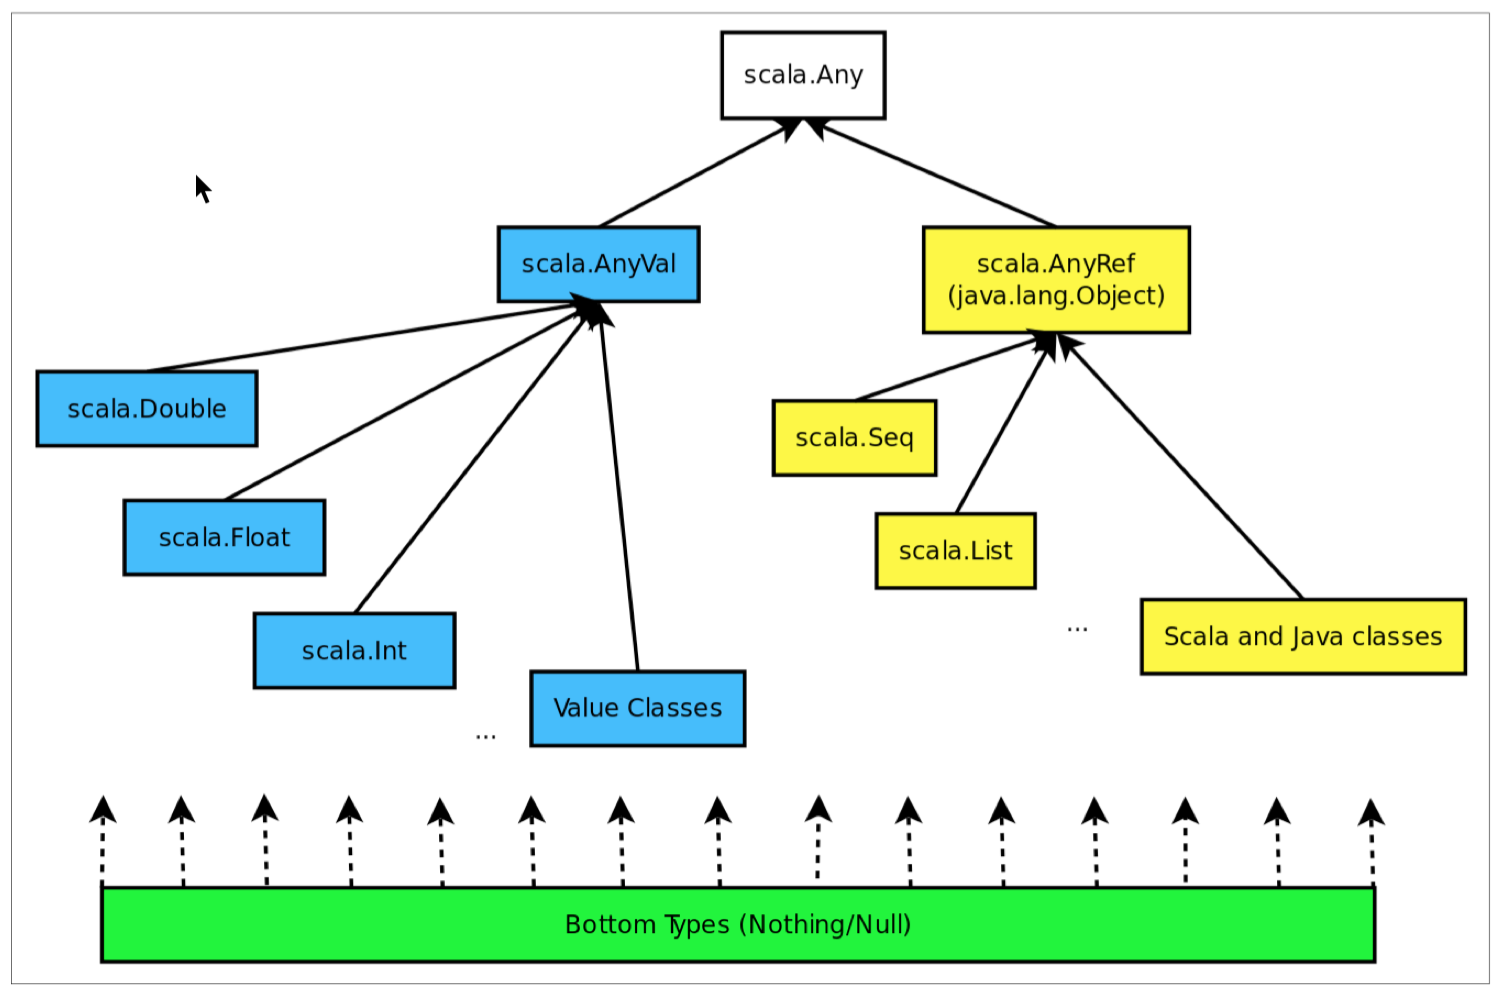 scala.Any
scala.AnyVal
scala.AnyRef
(java.lang.Object)
scala.Double
scala.Seq
scala.Float
scala.List
scala.Int
...
Scala and Java classes
Value Classes
...
Bottom Types (Nothing/Null)